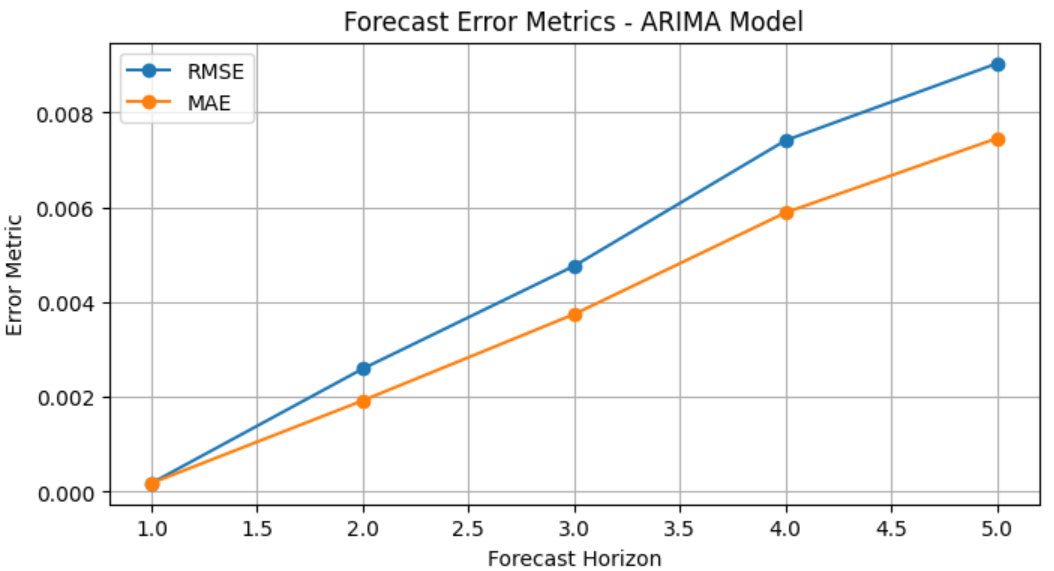 Forecast Error Metrics - ARIMA Model
RMSE
MAE
0.008
0.006
0.004
0.002
0.000
Error Metric
1.0 1.5 2.0 2.5 3.0 3.5 4.0 4.5 5.0
Forecast Horizon